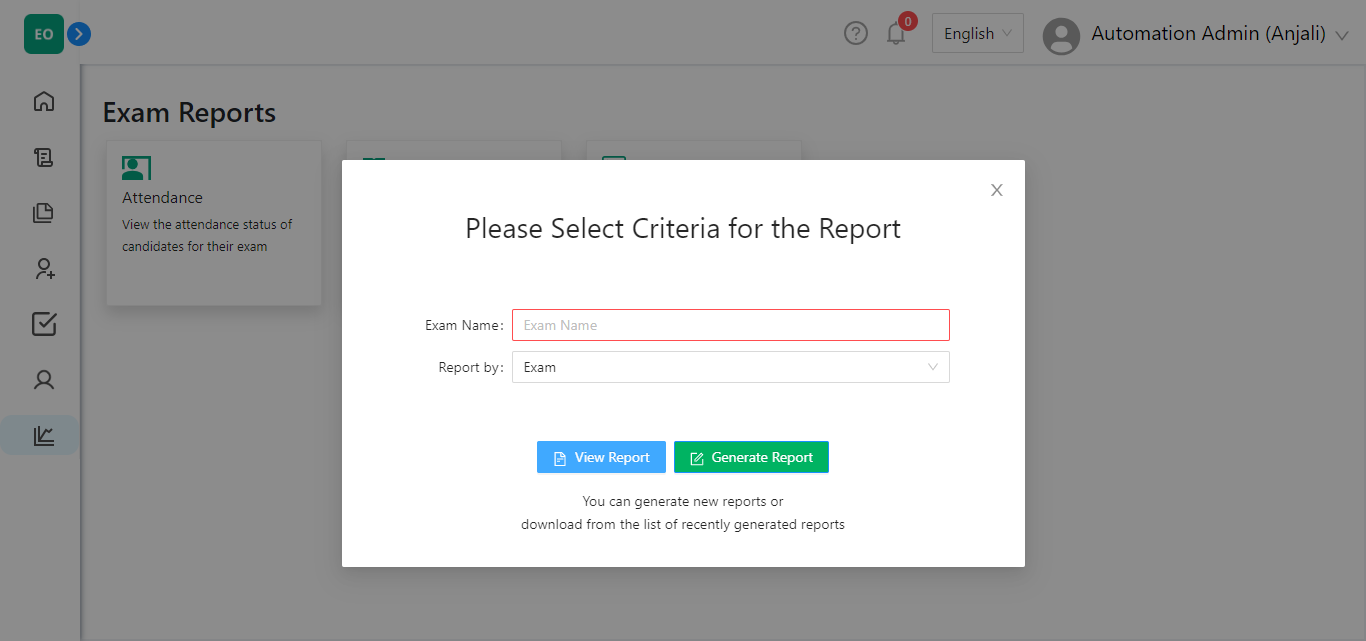 EO
0
English
Automation Admin (Anjali)
Exam Reports
Attendance
View the attendance status of
candidates for their exam
Please Select Criteria for the Report
Exam Name:
Exam Name
Report by:
Exam
View Report
Generate Report
You can generate new reports or
download from the list of recently generated reports